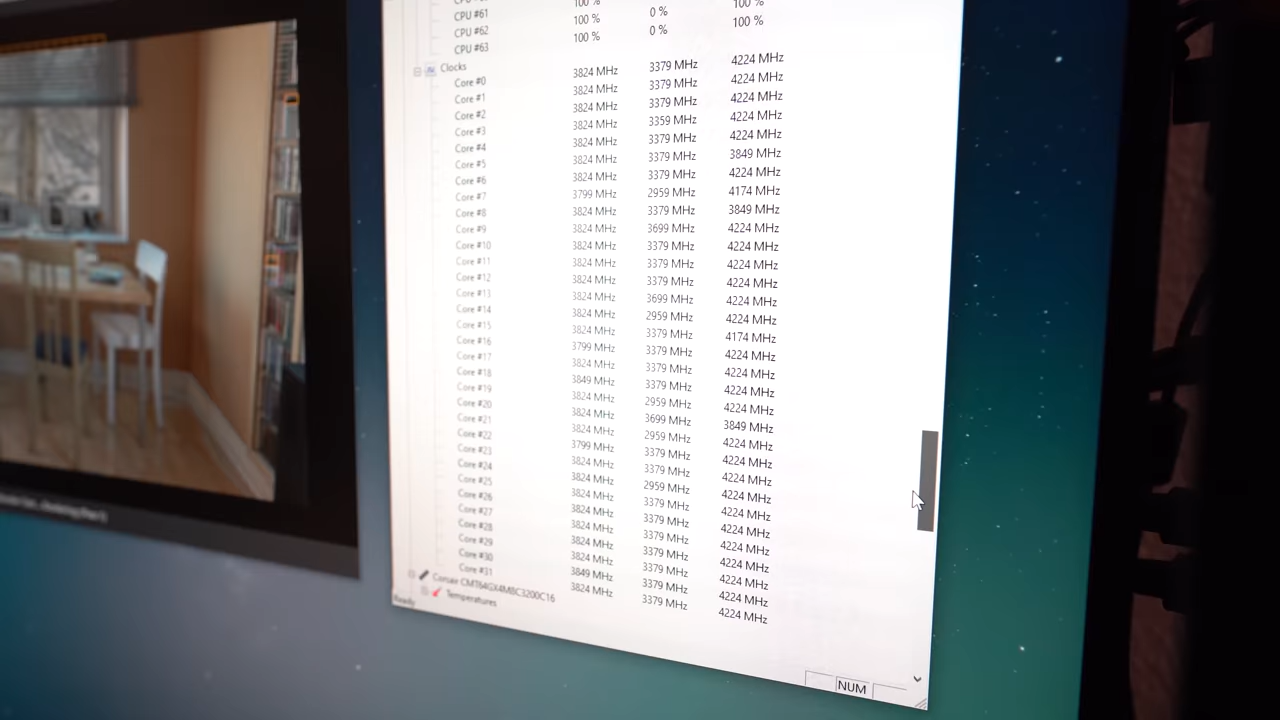 CPU #61 100 %
CPU #62 100 % 0 % 100 %
CPU #63 100 % 0 % 100 %
Clocks
Core #0 3824 MHz 3379 MHz 4224 MHz
Core #1 3824 MHz 3379 MHz 4224 MHz
Core #2 3824 MHz 3379 MHz 4224 MHz
Core #3 3824 MHz 3359 MHz 4224 MHz
Core #4 3824 MHz 3379 MHz 4224 MHz
Core #5 3824 MHz 3379 MHz 3849 MHz
Core #6 3824 MHz 3379 MHz 4224 MHz
Core #7 3799 MHz 2959 MHz 4174 MHz
Core #8 3824 MHz 3379 MHz 3849 MHz
Core #9 3824 MHz 3699 MHz 4224 MHz
Core #10 3824 MHz 3379 MHz 4224 MHz
Core #11 3824 MHz 3379 MHz 4224 MHz
Core #12 3824 MHz 3379 MHz 4224 MHz
Core #13 3824 MHz 3699 MHz 4224 MHz
Core #14 3824 MHz 2959 MHz 4224 MHz
Core #15 3824 MHz 3379 MHz 4174 MHz
Core #16 3799 MHz 3379 MHz 4224 MHz
Core #17 3824 MHz 3379 MHz 4224 MHz
Core #18 3849 MHz 3379 MHz 4224 MHz
Core #19 3824 MHz 2959 MHz 4224 MHz
Core #20 3824 MHz 3699 MHz 3849 MHz
Core #21 3824 MHz 2959 MHz 4224 MHz
Core #22 3799 MHz 3379 MHz 4224 MHz
Core #23 3824 MHz 3379 MHz 4224 MHz
Core #24 3824 MHz 2959 MHz 4224 MHz
Core #25 3824 MHz 3379 MHz 4224 MHz
Core #26 3824 MHz 3379 MHz 4224 MHz
Core #27 3824 MHz 3379 MHz 4224 MHz
Core #28 3824 MHz 3379 MHz 4224 MHz
Core #29 3824 MHz 3379 MHz 4224 MHz
Core #30 3849 MHz 3379 MHz 4224 MHz
Core #31 3824 MHz 3379 MHz 4224 MHz
Corsair CMT64GX4M8C3200C16
Temperatures
Ready
NUM